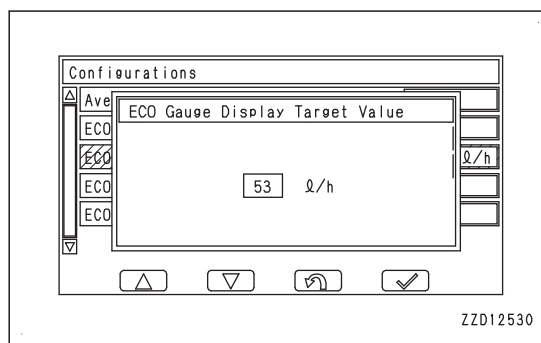 Configurations
Ave
ECO Gauge Display Target Value
ECO
ECO
ℓ/h
53 ℓ/h
ECO
ECO
ZZD12530